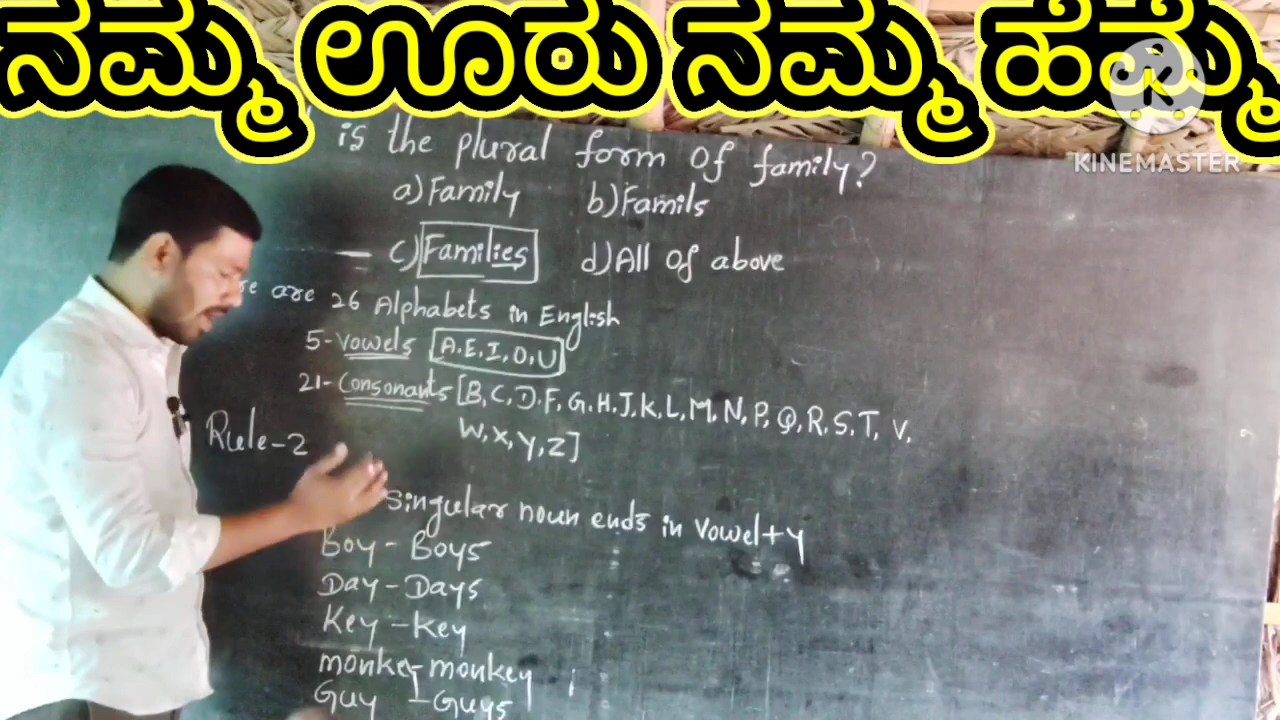 ನಮ್ಮ ಊರು ನಮ್ಮ ಹೆಮ್ಮೆ
KINEMASTER
is the plural form of family?
a) Family b) Famils
c) Families d) All of above
re are 26 Alphabets in English
5-Vowels [A.E.I,O,U]
21-Consonants [B,C,D.F,G.H.J,K,L,M,N,P,Q,R,S,T,V,
W,X,Y,Z]
Rule-2
singular noun ends in vowel+y
Boy - Boys
Day - Days
Key - Key
monkey - monkey
Guy - Guys